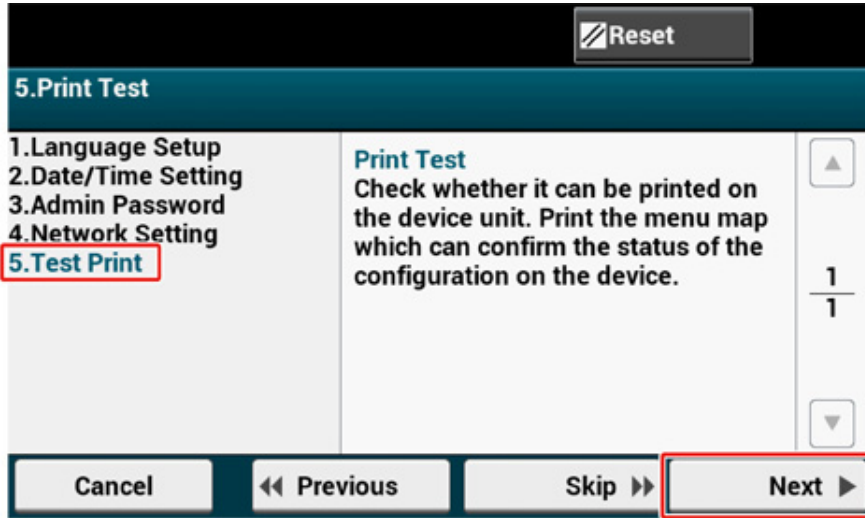 Reset
5.Print Test
1.Language Setup
2.Date/Time Setting
3.Admin Password
4.Network Setting
5.Test Print
Print Test
Check whether it can be printed on
the device unit. Print the menu map
which can confirm the status of the
configuration on the device.
1
1
Cancel
Previous
Skip
Next